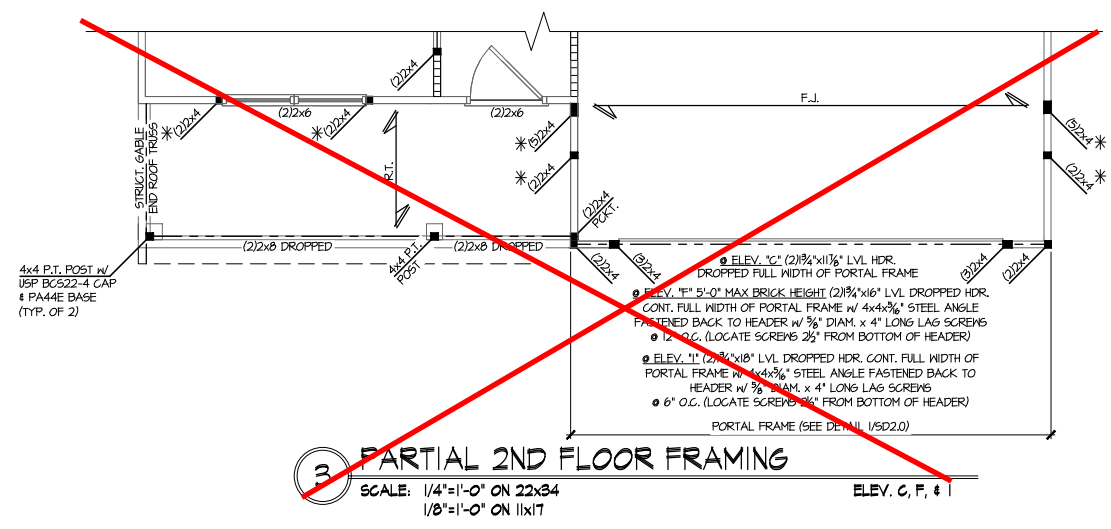 (2)2x4
F.J.
(2)2x6
(2)2x6
*(2)2x4
*(2)2x4
*(5)2x4
*(2)2x4
(5)2x4*
(2)2x4*
STRUCT. GABLE
END ROOF TRUSS
R.T.
(2)2x4
PCKT.
(2)2x8 DROPPED
(2)2x8 DROPPED
4x4 P.T.
POST
4x4 P.T. POST W/
USP BCS22-4 CAP
& PA44E BASE
(TYP. OF 2)
(2)2x4
(3)2x4
(3)2x4
(2)2x4
@ ELEV. "C" (2)1¾"x11⅞" LVL HDR.
DROPPED FULL WIDTH OF PORTAL FRAME
@ ELEV. "F" 5'-0" MAX BRICK HEIGHT (2)1¾"x16" LVL DROPPED HDR.
CONT. FULL WIDTH OF PORTAL FRAME W/ 4x4x5/16" STEEL ANGLE
FASTENED BACK TO HEADER W/ ⅝" DIAM. x 4" LONG LAG SCREWS
@ 12" O.C. (LOCATE SCREWS 2½" FROM BOTTOM OF HEADER)
@ ELEV. "I" (2)1¾"x18" LVL DROPPED HDR. CONT. FULL WIDTH OF
PORTAL FRAME W/ 4x4x5/16" STEEL ANGLE FASTENED BACK TO
HEADER W/ ⅝" DIAM. x 4" LONG LAG SCREWS
@ 6" O.C. (LOCATE SCREWS 2½" FROM BOTTOM OF HEADER)
PORTAL FRAME (SEE DETAIL 1/SD2.0)
3 PARTIAL 2ND FLOOR FRAMING
SCALE: 1/4"=1'-0" ON 22x34 ELEV. C, F, & I
1/8"=1'-0" ON 11x17